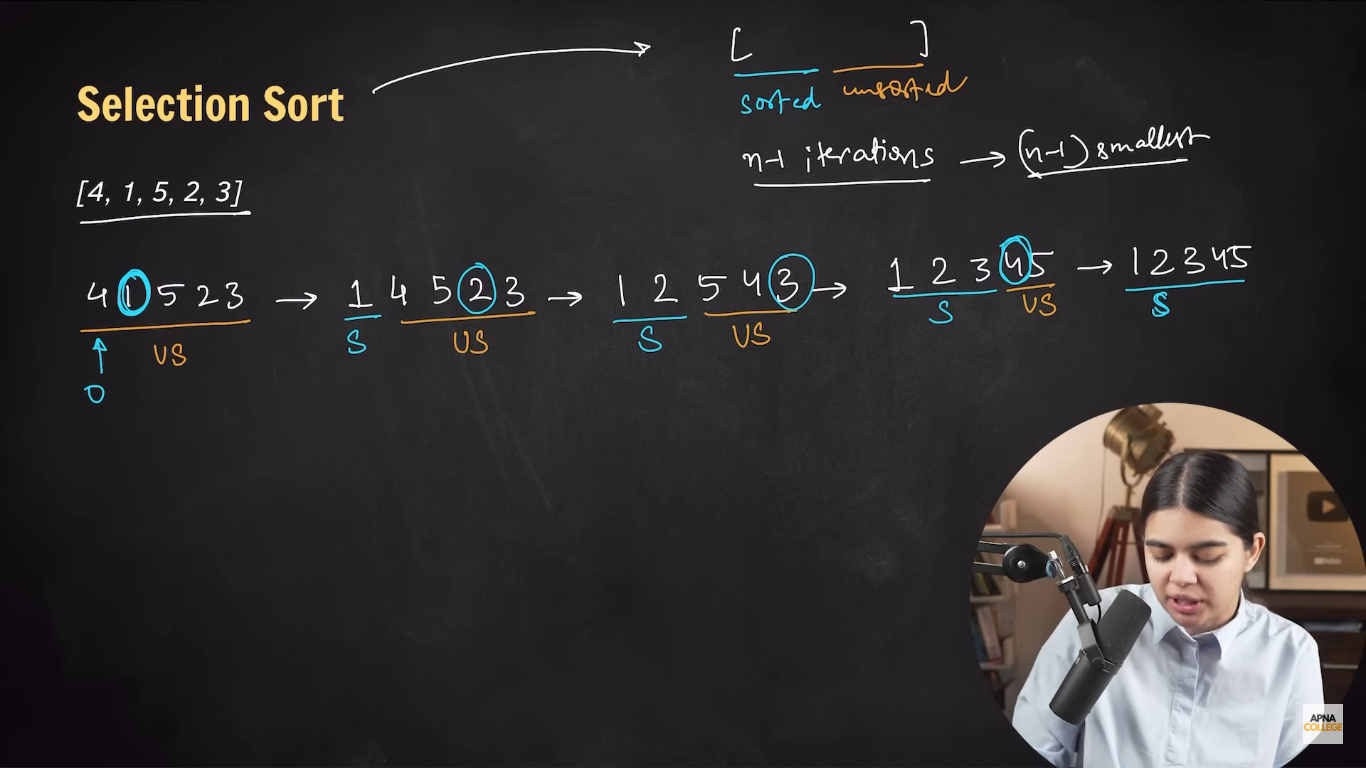 [ ]
sorted unsorted
Selection Sort
n-1 iterations → (n-1) smallest
[4, 1, 5, 2, 3]
4 1 5 2 3 → 1 4 5 2 3 → 1 2 5 4 3 → 1 2 3 4 5 → 1 2 3 4 5
US S US S US S US S
0
APNA
COLLEGE